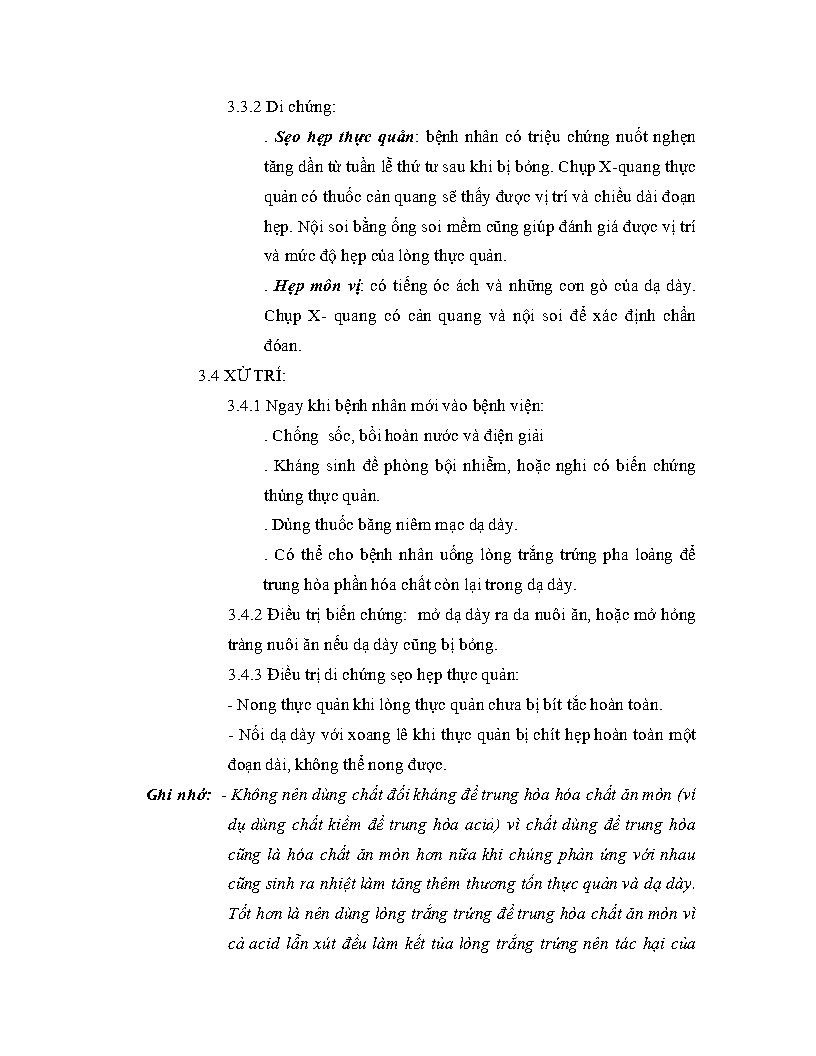 3.3.2 Di chứng:
. Sẹo hẹp thực quản: bệnh nhân có triệu chứng nuốt nghẹn
tăng dần từ tuần lễ thứ tư sau khi bị bỏng. Chụp X-quang thực
quản có thuốc cản quang sẽ thấy được vị trí và chiều dài đoạn
hẹp. Nội soi bằng ống soi mềm cũng giúp đánh giá được vị trí
và mức độ hẹp của lòng thực quản.
. Hẹp môn vị: có tiếng óc ách và những cơn gò của dạ dày.
Chụp X- quang có cản quang và nội soi để xác định chẩn
đóan.
3.4 XỬ TRÍ:
3.4.1 Ngay khi bệnh nhân mới vào bệnh viện:
. Chống  sốc, bồi hoàn nước và điện giải
. Kháng sinh đề phòng bội nhiễm, hoặc nghi có biến chứng
thủng thực quản.
. Dùng thuốc băng niêm mạc dạ dày.
. Có thể cho bệnh nhân uống lòng trắng trứng pha loảng để
trung hòa phần hóa chất còn lại trong dạ dày.
3.4.2 Điều trị biến chứng:  mở dạ dày ra da nuôi ăn, hoặc mở hỏng
tràng nuôi ăn nếu dạ dày cũng bị bỏng.
3.4.3 Điều trị di chứng sẹo hẹp thực quản:
- Nong thực quản khi lòng thực quản chưa bị bít tắc hoàn toàn.
- Nối dạ dày với xoang lê khi thực quản bị chít hẹp hoàn toàn một
đoạn dài, không thể nong được.
Ghi nhớ:  - Không nên dùng chất đối kháng để trung hòa hóa chất ăn mòn (ví
dụ dùng chất kiềm để trung hòa acid) vì chất dùng để trung hòa
cũng là hóa chất ăn mòn hơn nữa khi chúng phản ứng với nhau
cũng sinh ra nhiệt làm tăng thêm thương tổn thực quản và dạ dày.
Tốt hơn là nên dùng lòng trắng trứng để trung hòa chất ăn mòn vì
cả acid lẫn xút đều làm kết tủa lòng trắng trứng nên tác hại của